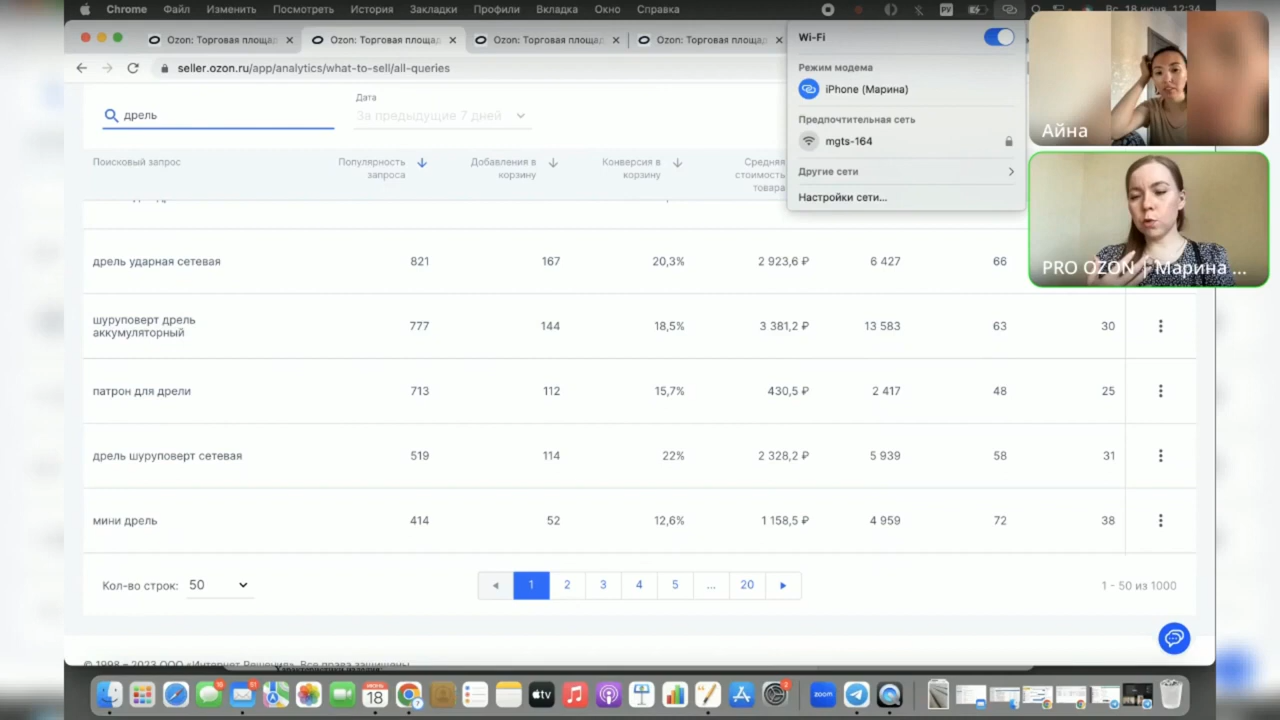 Chrome Файл Изменить Посмотреть История Закладки Профили Вкладка Окно Справка РУ Вс, 18 июня 12:34
Ozon: Торговая площад Ozon: Торговая площад Ozon: Торговая площад Ozon: Торговая площад
seller.ozon.ru/app/analytics/what-to-sell/all-queries
Wi-Fi
Режим модема
iPhone (Марина)
Предпочтительная сеть
mgts-164
Другие сети
Настройки сети...
Айна
PRO OZON | Марина ...
дрель
Дата
За предыдущие 7 дней
Поисковый запрос
Популярность запроса
Добавления в корзину
Конверсия в корзину
Средняя стоимость товара
дрель ударная сетевая 821 167 20,3% 2 923,6 ₽ 6 427 66
шуруповерт дрель
аккумуляторный 777 144 18,5% 3 381,2 ₽ 13 583 63 30
патрон для дрели 713 112 15,7% 430,5 ₽ 2 417 48 25
дрель шуруповерт сетевая 519 114 22% 2 328,2 ₽ 5 939 58 31
мини дрель 414 52 12,6% 1 158,5 ₽ 4 959 72 38
Кол-во строк: 50
1 2 3 4 5 ... 20
1 - 50 из 1000
© 1998 – 2023 ООО «Интернет Решения». Все права защищены
ИЮНЬ
18
tv
zoom